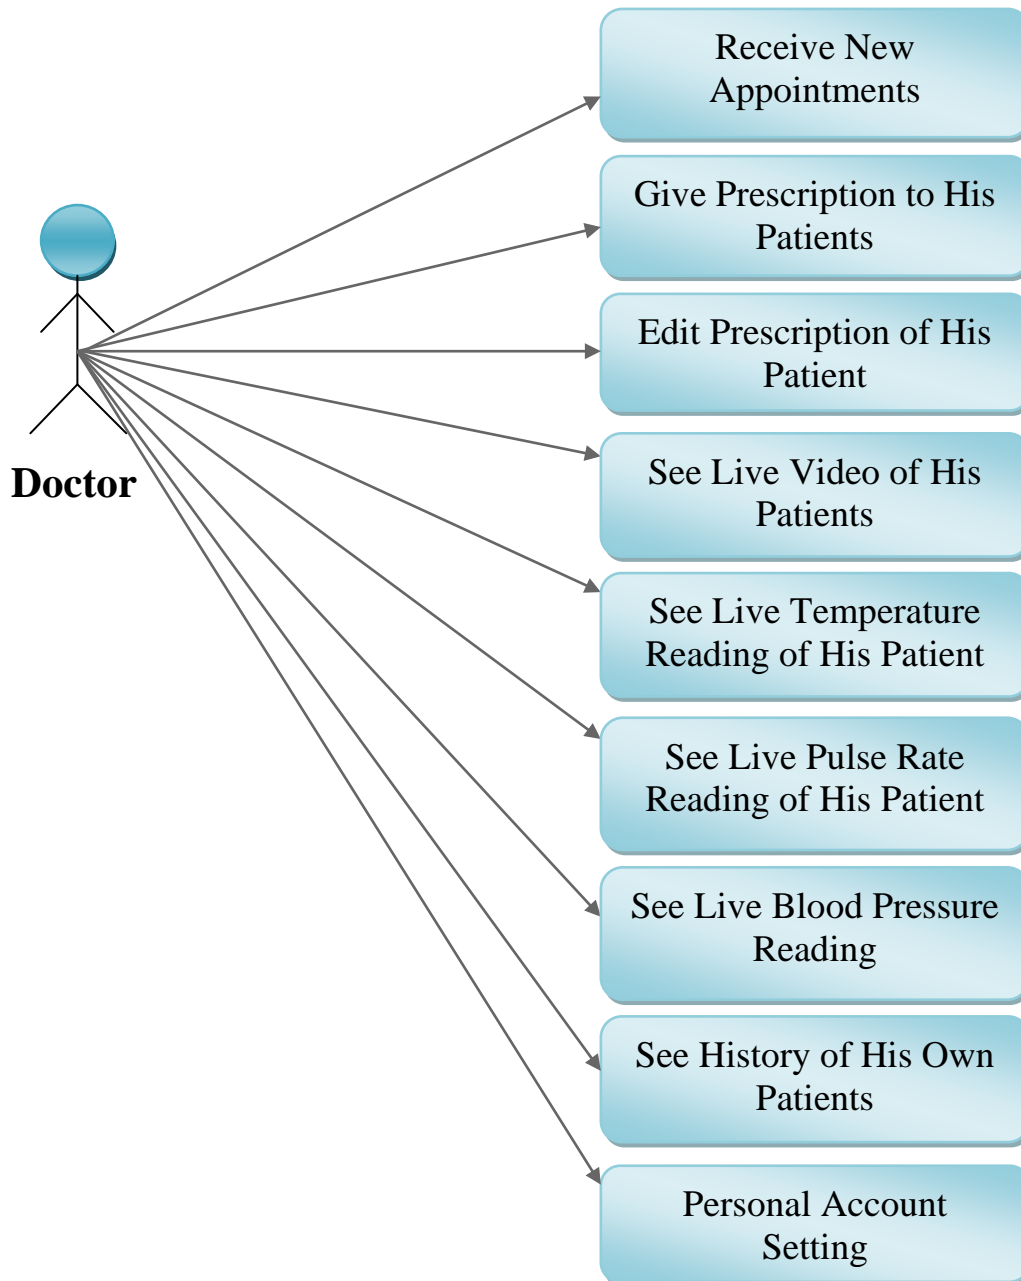 Receive New
Appointments
Give Prescription to His
Patients
Edit Prescription of His
Patient
Doctor
See Live Video of His
Patients
See Live Temperature
Reading of His Patient
See Live Pulse Rate
Reading of His Patient
See Live Blood Pressure
Reading
See History of His Own
Patients
Personal Account
Setting